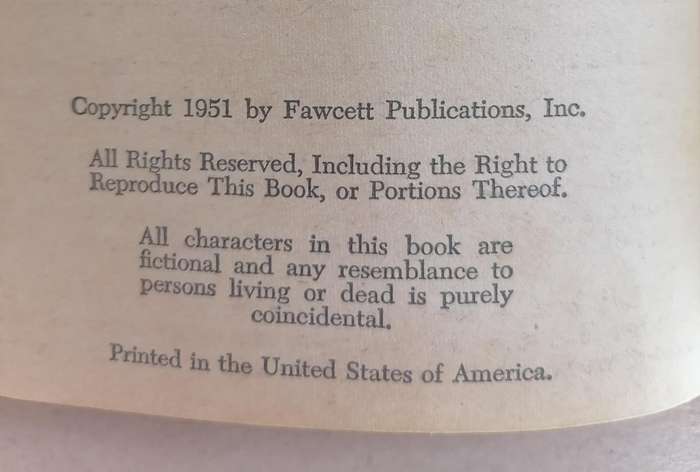 Copyright 1951 by Fawcett Publications, Inc.
All Rights Reserved, Including the Right to
Reproduce This Book, or Portions Thereof.
All characters in this book are
fictional and any resemblance to
persons living or dead is purely
coincidental.
Printed in the United States of America.